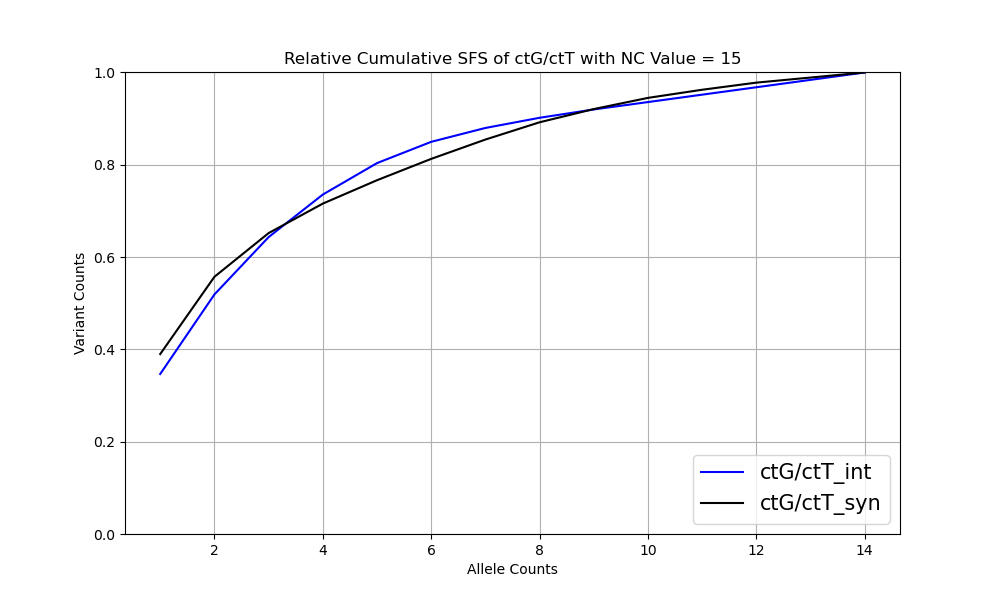 Relative Cumulative SFS of ctG/ctT with NC Value = 15
1.0
0.8
0.6
0.4
0.2
0.0
Variant Counts
2 4 6 8 10 12 14
Allele Counts
ctG/ctT_int
ctG/ctT_syn